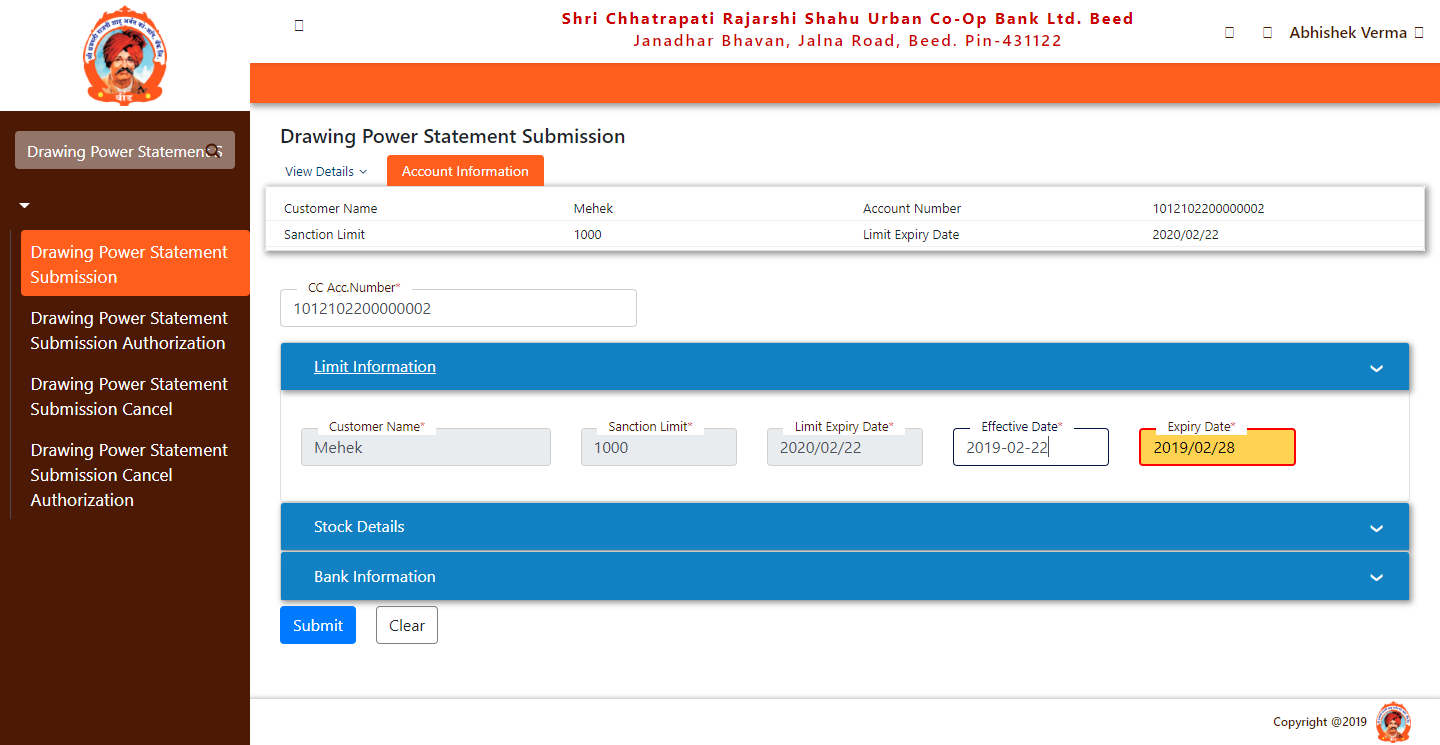 Shri Chhatrapati Rajarshi Shahu Urban Co-Op Bank Ltd. Beed
Janadhar Bhavan, Jalna Road, Beed. Pin-431122
Abhishek Verma
बीड
Drawing Power Statement S
Drawing Power Statement
Submission
Drawing Power Statement
Submission Authorization
Drawing Power Statement
Submission Cancel
Drawing Power Statement
Submission Cancel
Authorization
Drawing Power Statement Submission
View Details Account Information
Customer Name Mehek Account Number 1012102200000002
Sanction Limit 1000 Limit Expiry Date 2020/02/22
CC Acc.Number*
1012102200000002
Limit Information
Customer Name* Sanction Limit* Limit Expiry Date* Effective Date* Expiry Date*
Mehek 1000 2020/02/22 2019-02-22 2019/02/28
Stock Details
Bank Information
Submit Clear
Copyright @2019